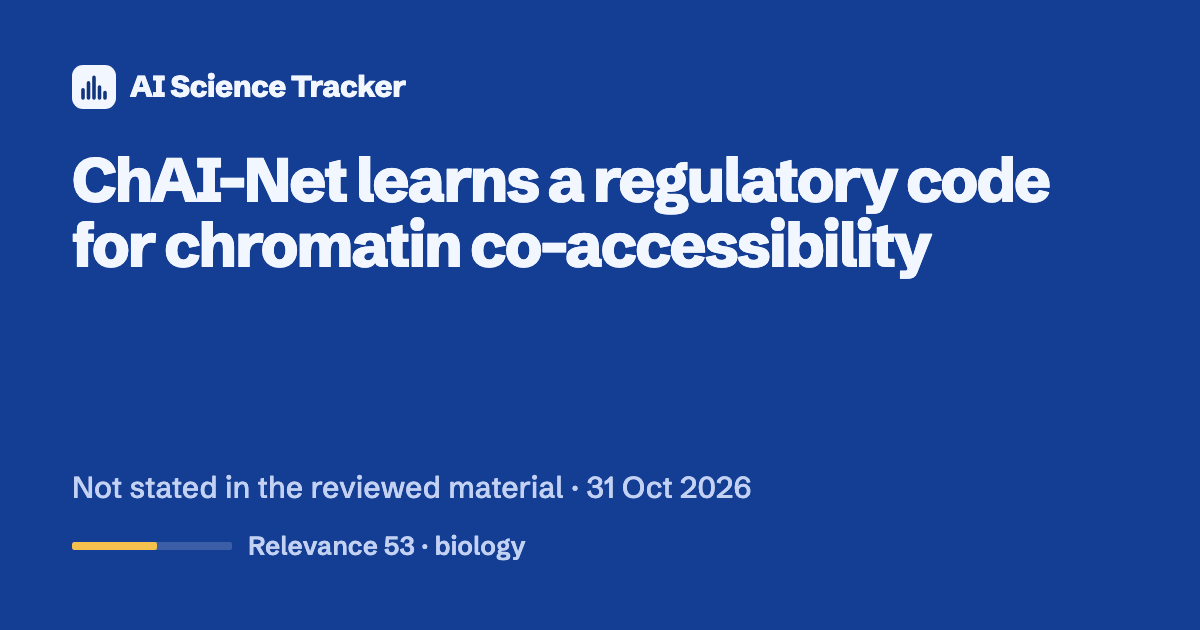 AI Science Tracker
ChAI-Net learns a regulatory code
for chromatin co-accessibility
Not stated in the reviewed material · 31 Oct 2026
Relevance 53 · biology